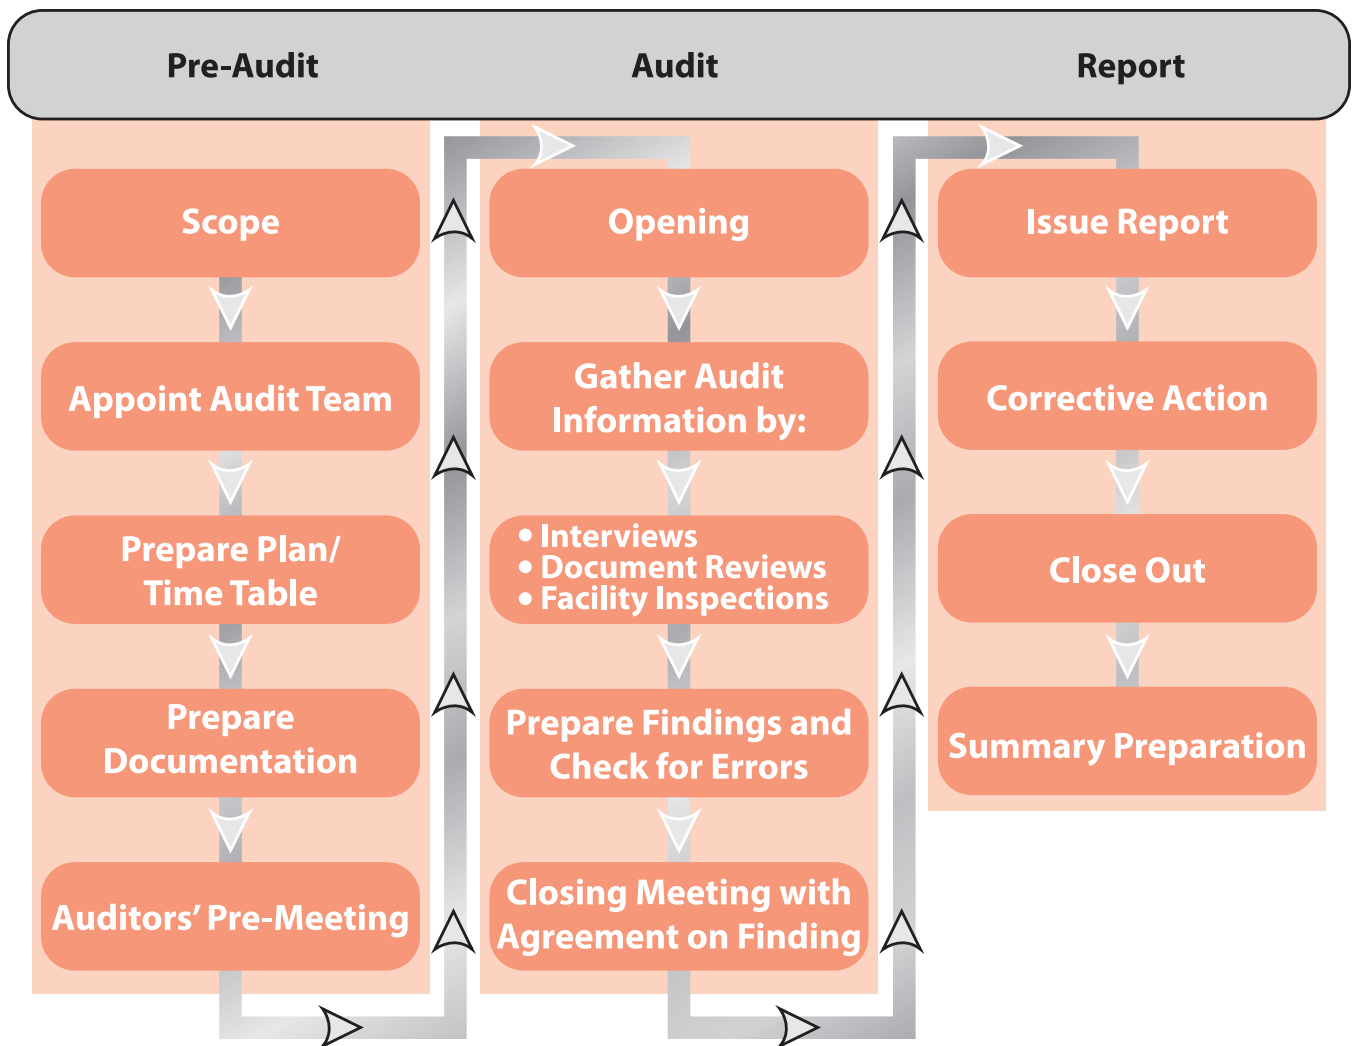 Pre-Audit
Audit
Report
Scope
Appoint Audit Team
Prepare Plan/
Time Table
Prepare
Documentation
Auditors’ Pre-Meeting
Opening
Gather Audit
Information by:
• Interviews
• Document Reviews
• Facility Inspections
Prepare Findings and
Check for Errors
Closing Meeting with
Agreement on Finding
Issue Report
Corrective Action
Close Out
Summary Preparation